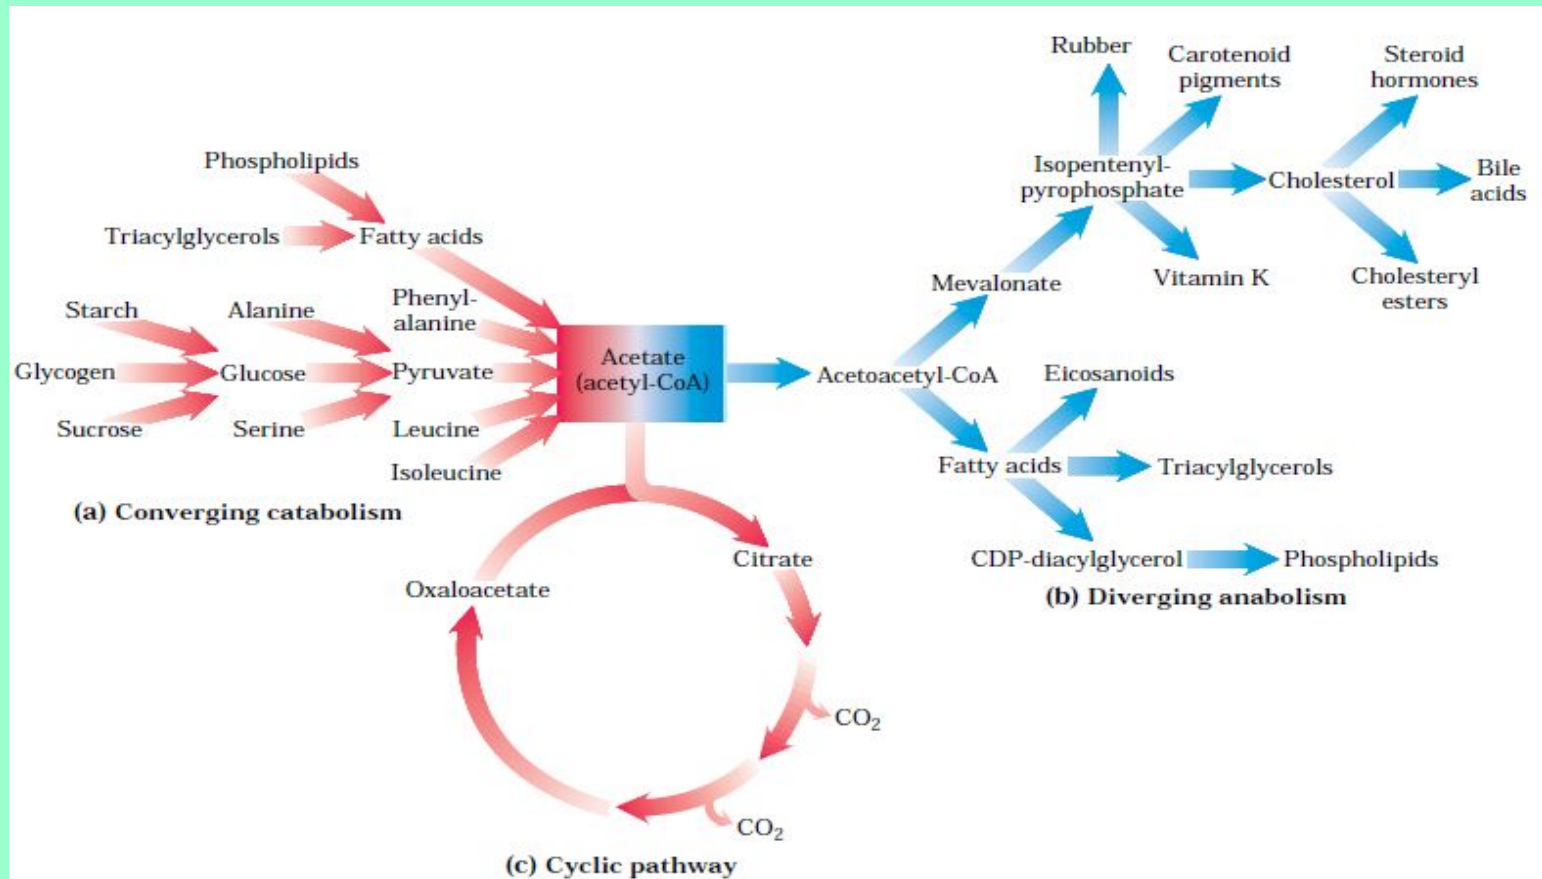 Rubber
Carotenoid
pigments
Steroid
hormones
Phospholipids
Isopentenyl-
pyrophosphate
Cholesterol
Bile
acids
Triacylglycerols
Fatty acids
Mevalonate
Vitamin K
Cholesteryl
esters
Starch
Alanine
Phenyl-
alanine
Glycogen
Glucose
Pyruvate
Acetate
(acetyl-CoA)
Acetoacetyl-CoA
Eicosanoids
Sucrose
Serine
Leucine
Isoleucine
Fatty acids
Triacylglycerols
(a) Converging catabolism
Citrate
CDP-diacylglycerol
Phospholipids
Oxaloacetate
(b) Diverging anabolism
CO₂
CO₂
(c) Cyclic pathway